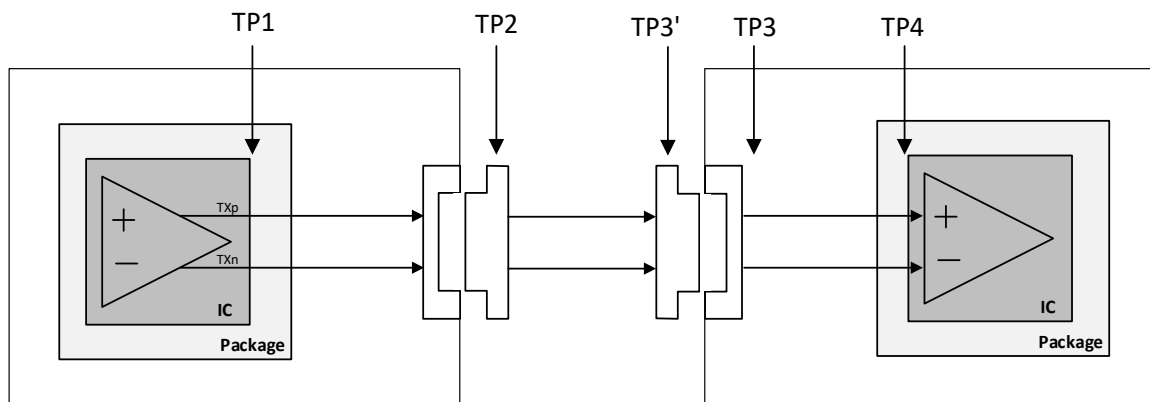 TP1
TP2
TP3'
TP3
TP4
TXp
+
−
TXn
IC
Package
+
−
IC
Package